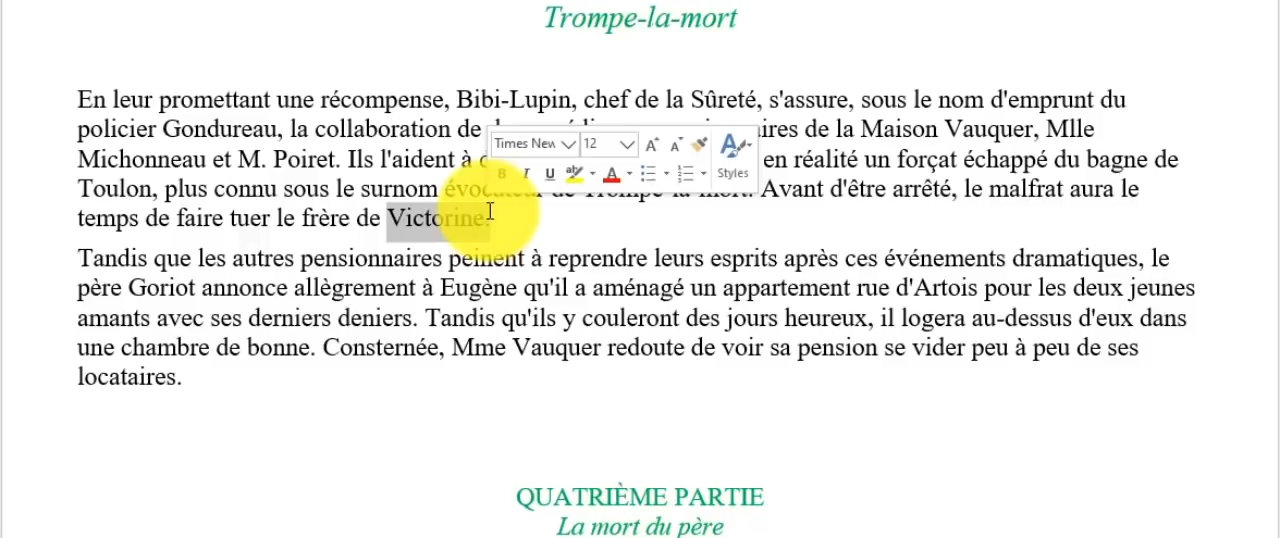 Trompe-la-mort
En leur promettant une récompense, Bibi-Lupin, chef de la Sûreté, s'assure, sous le nom d'emprunt du
policier Gondureau, la collaboration de
de la Maison Vauquer, Mlle
Times New
12
Michonneau et M. Poiret. Ils l'aident à
en réalité un forçat échappé du bagne de
B I U
Styles
Toulon, plus connu sous le surnom évocateur de Trompe-la-mort. Avant d'être arrêté, le malfrat aura le
temps de faire tuer le frère de Victorine.
Tandis que les autres pensionnaires peinent à reprendre leurs esprits après ces événements dramatiques, le
père Goriot annonce allègrement à Eugène qu'il a aménagé un appartement rue d'Artois pour les deux jeunes
amants avec ses derniers deniers. Tandis qu'ils y couleront des jours heureux, il logera au-dessus d'eux dans
une chambre de bonne. Consternée, Mme Vauquer redoute de voir sa pension se vider peu à peu de ses
locataires.
QUATRIÈME PARTIE
La mort du père